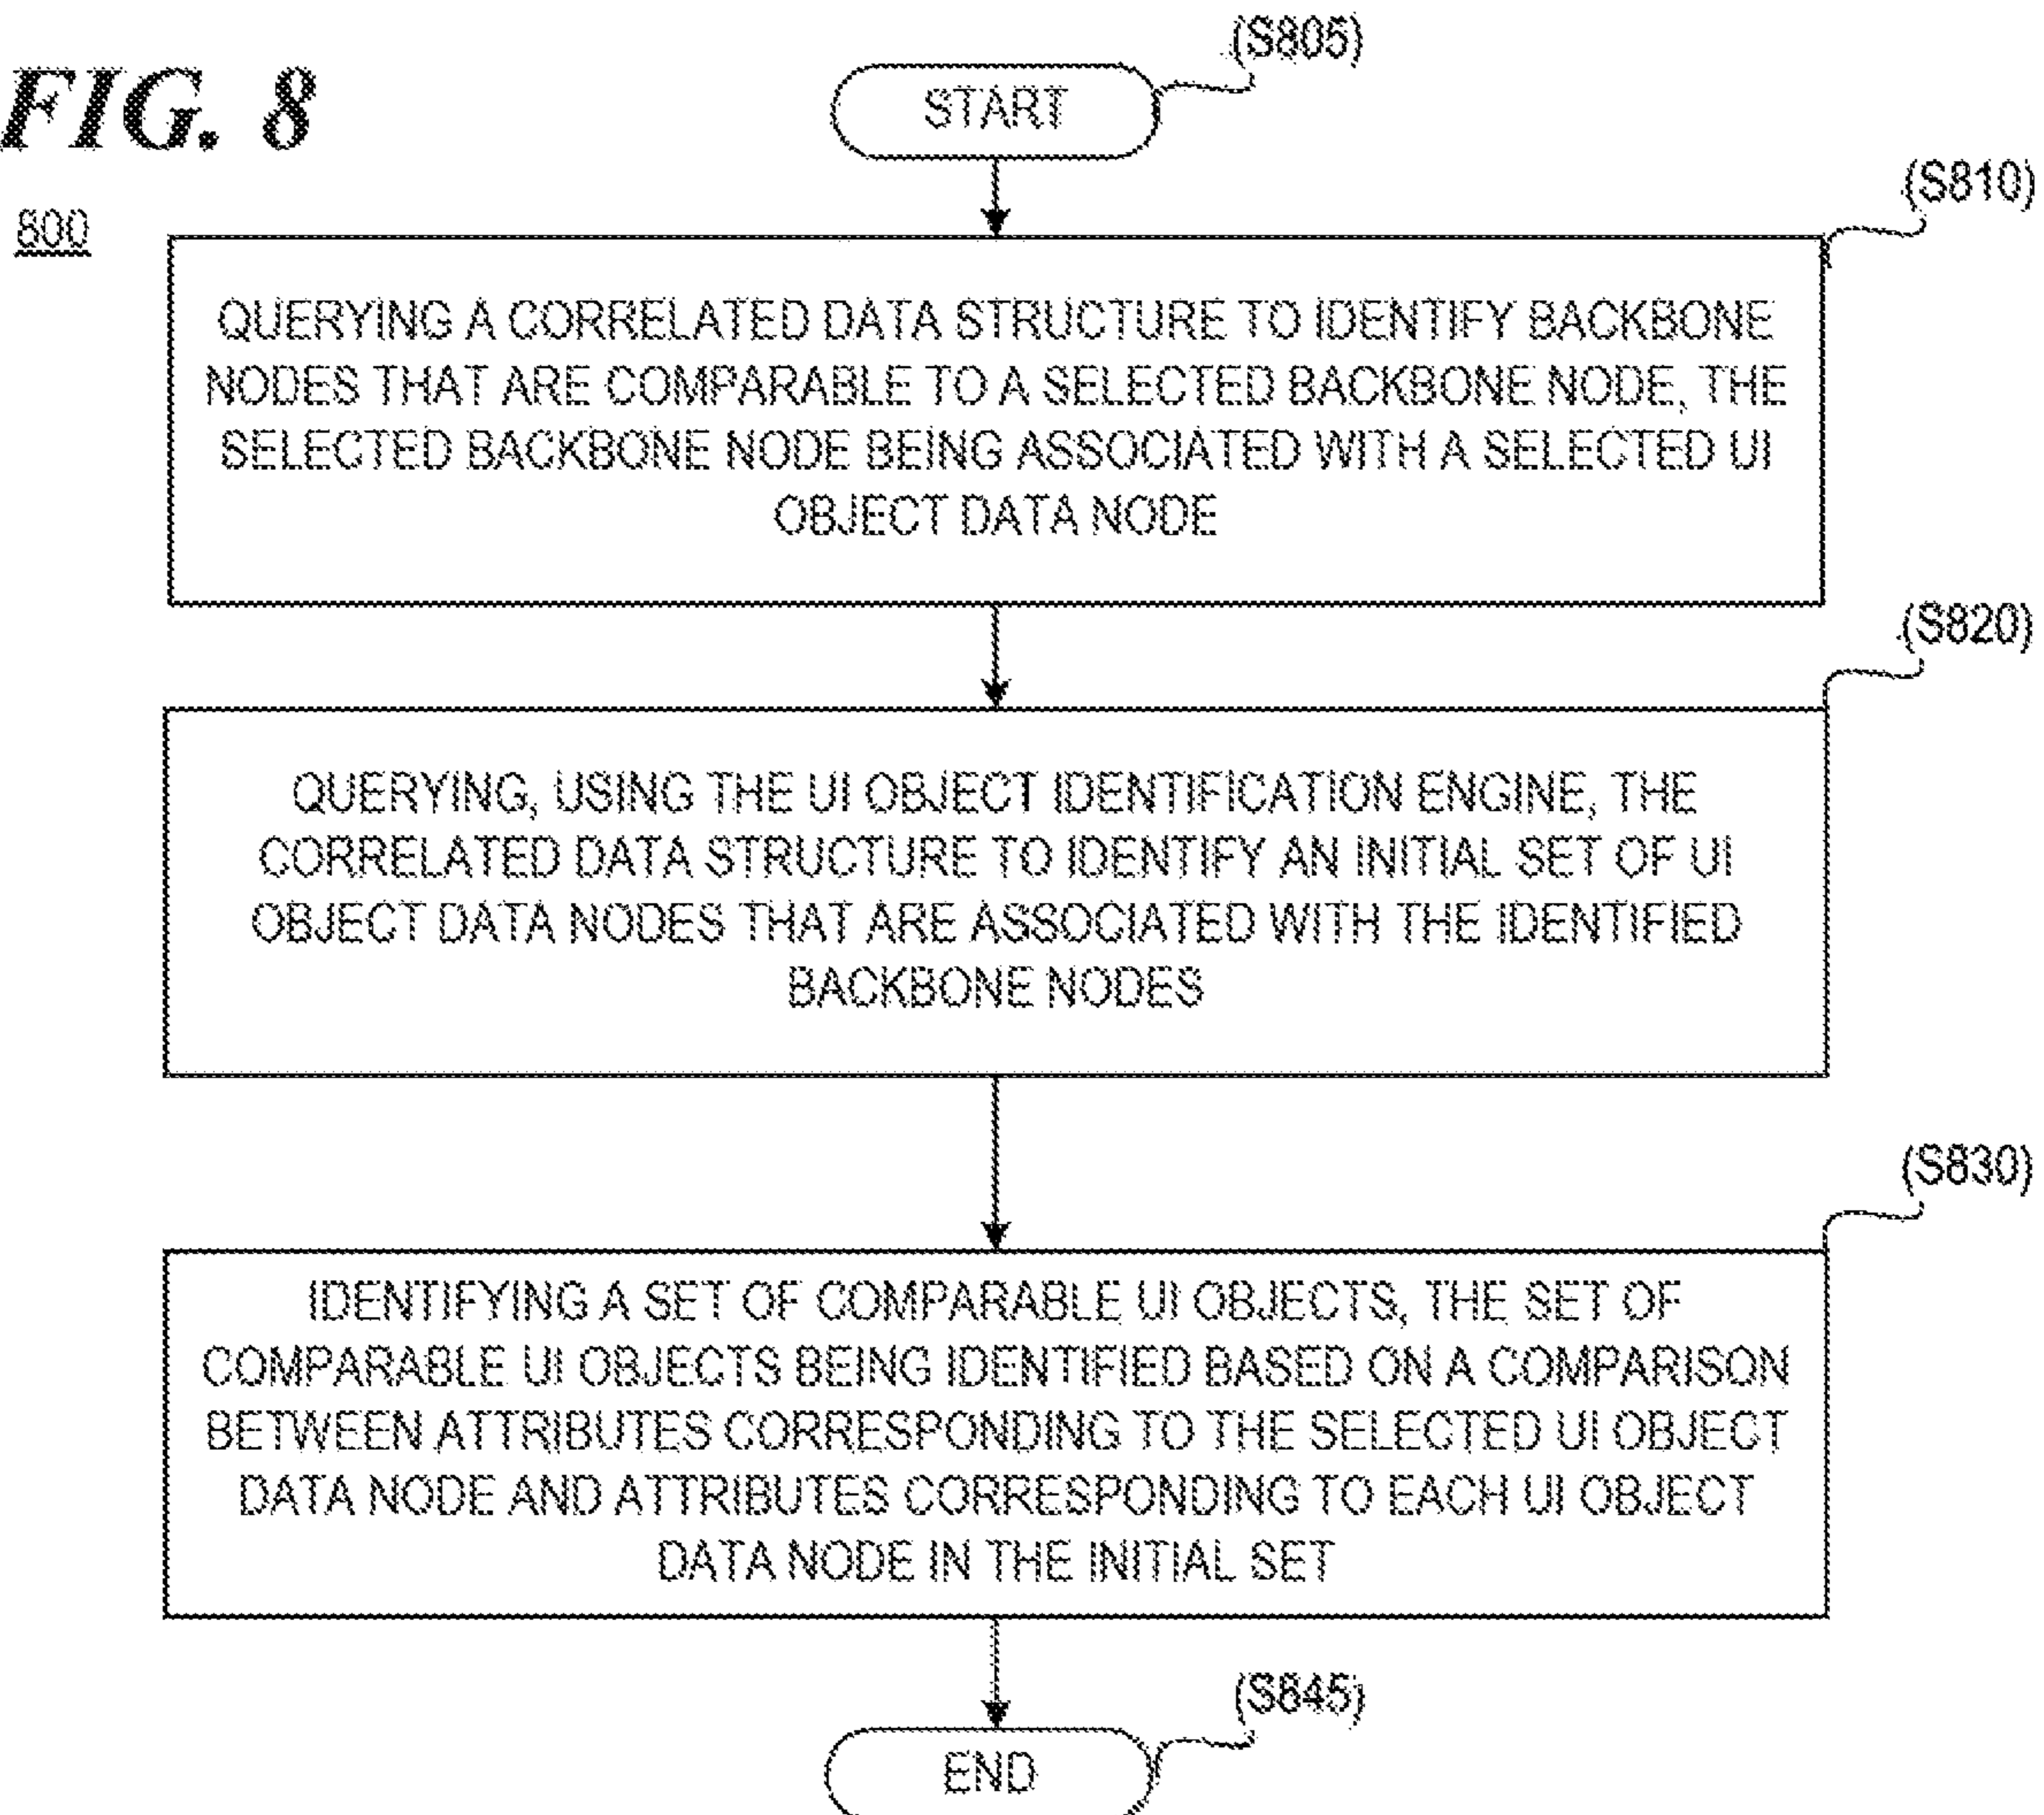 FIG. 8
800
(S805)
START
(S810)
QUERYING A CORRELATED DATA STRUCTURE TO IDENTIFY BACKBONE
NODES THAT ARE COMPARABLE TO A SELECTED BACKBONE NODE, THE
SELECTED BACKBONE NODE BEING ASSOCIATED WITH A SELECTED UI
OBJECT DATA NODE
(S820)
QUERYING, USING THE UI OBJECT IDENTIFICATION ENGINE, THE
CORRELATED DATA STRUCTURE TO IDENTIFY AN INITIAL SET OF UI
OBJECT DATA NODES THAT ARE ASSOCIATED WITH THE IDENTIFIED
BACKBONE NODES
(S830)
IDENTIFYING A SET OF COMPARABLE UI OBJECTS, THE SET OF
COMPARABLE UI OBJECTS BEING IDENTIFIED BASED ON A COMPARISON
BETWEEN ATTRIBUTES CORRESPONDING TO THE SELECTED UI OBJECT
DATA NODE AND ATTRIBUTES CORRESPONDING TO EACH UI OBJECT
DATA NODE IN THE INITIAL SET
(S845)
END